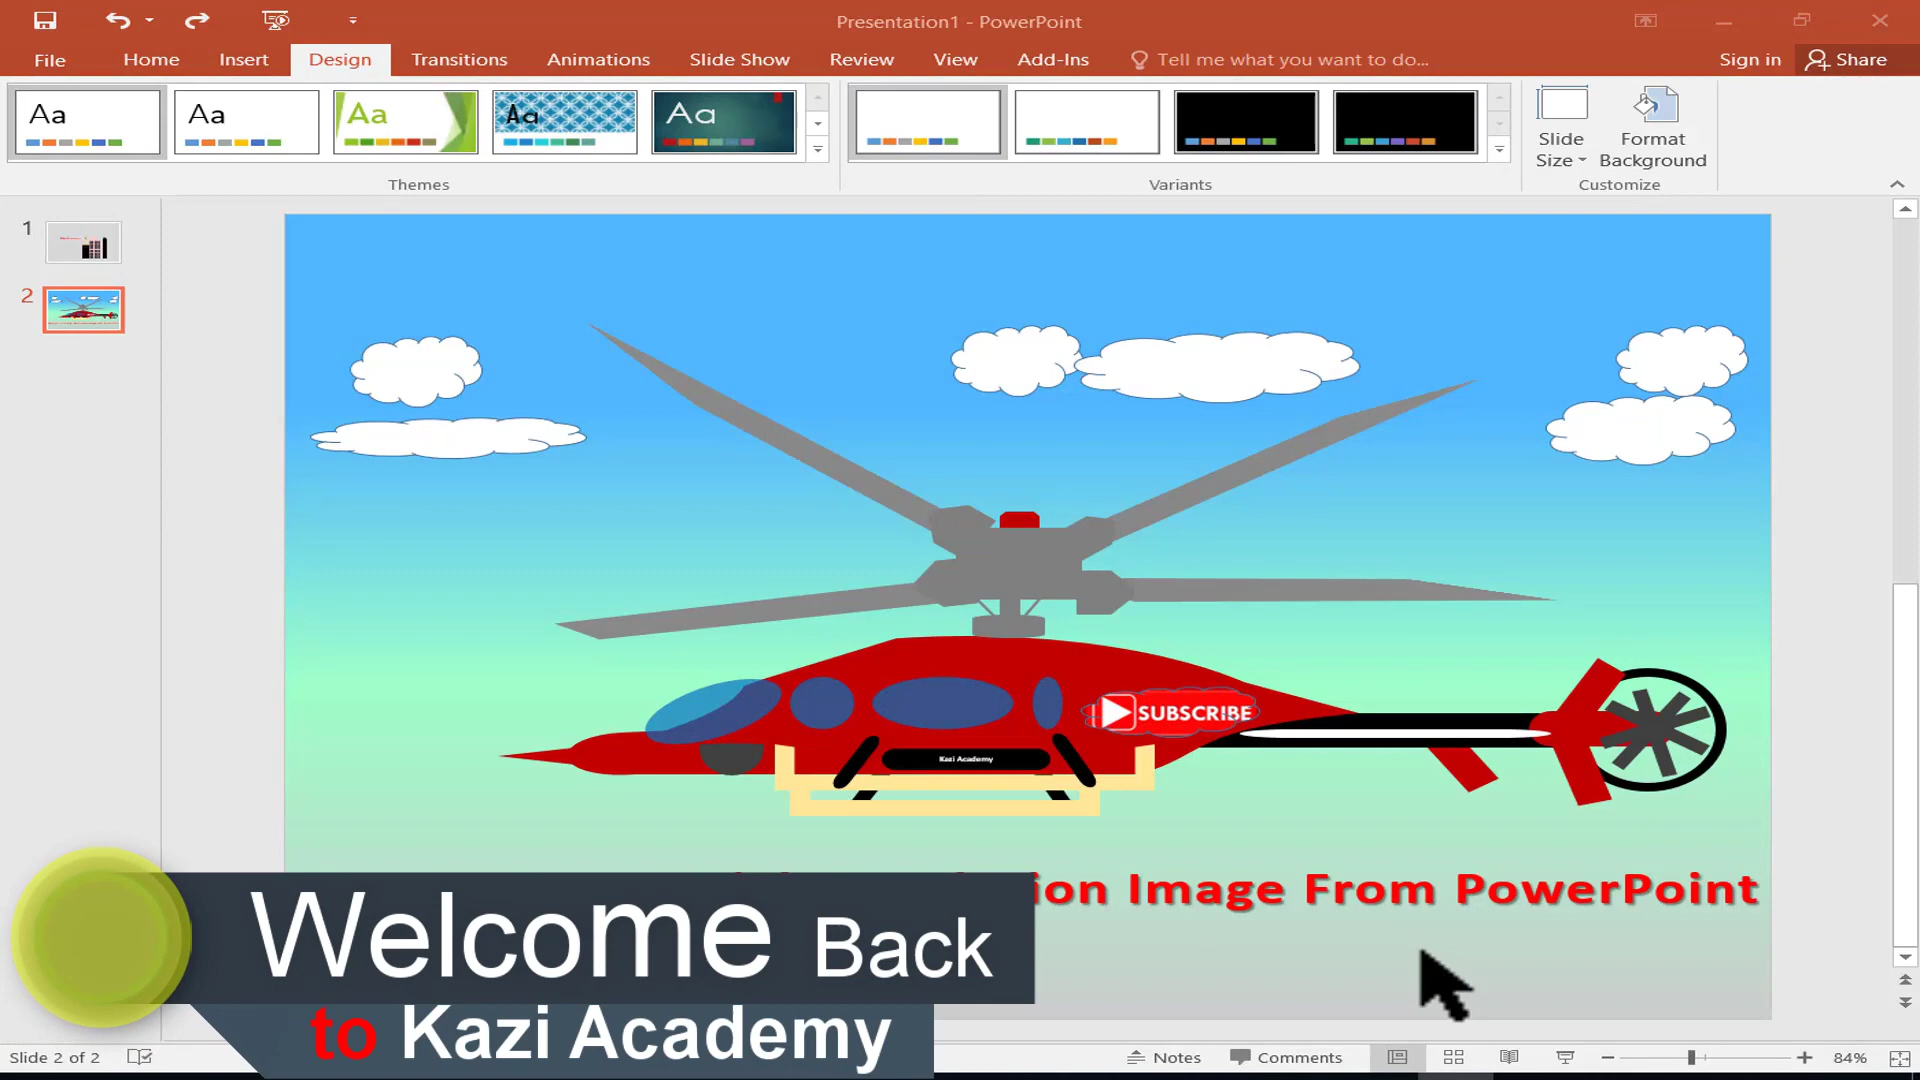 Presentation1 - PowerPoint
File Home Insert Design Transitions Animations Slide Show Review View Add-Ins Tell me what you want to do... Sign in Share
Aa Aa Aa Aa Aa
Slide Size Format Background
Themes Variants Customize
1
2
SUBSCRIBE
Kazi Academy
ion Image From PowerPoint
Welcome Back
to Kazi Academy
Slide 2 of 2 Notes Comments 84%